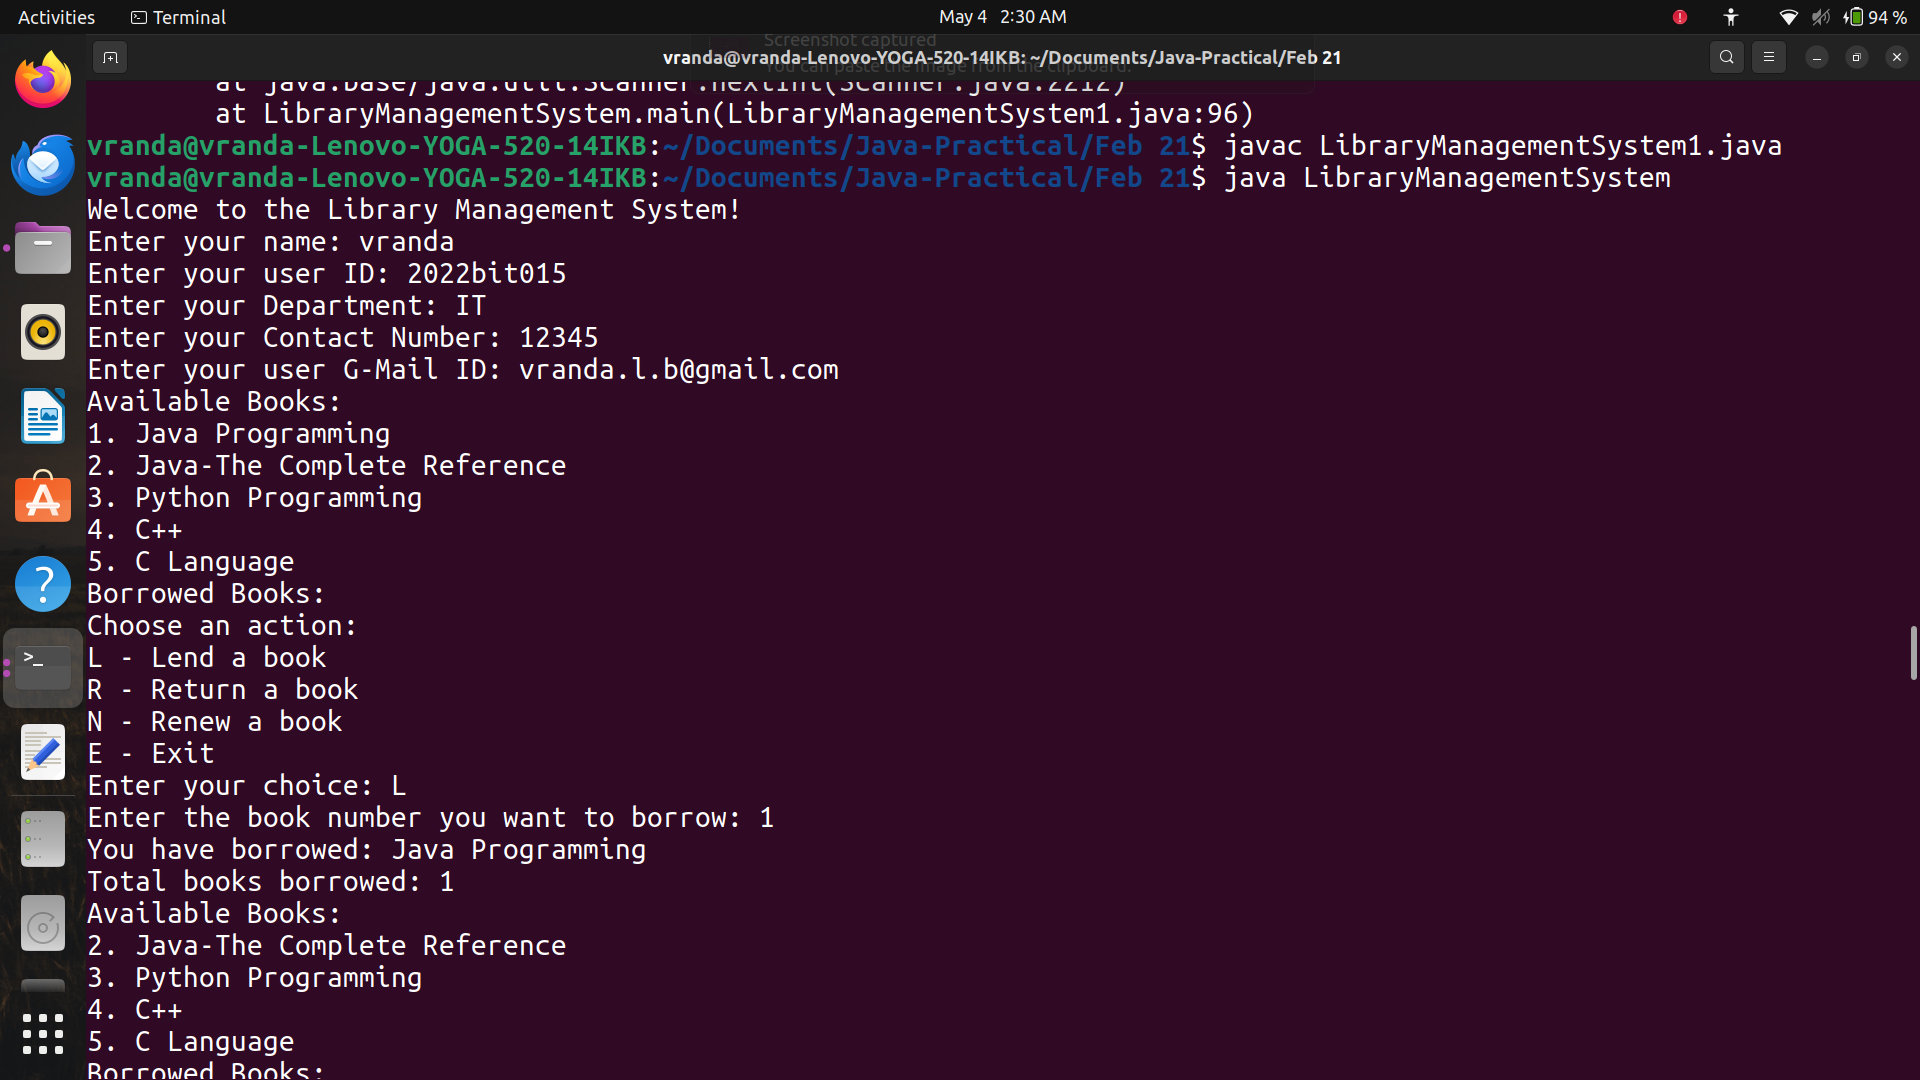 Activities
Terminal
May 4 2:30 AM
94 %
Screenshot captured
You can paste the image from the clipboard.
vranda@vranda-Lenovo-YOGA-520-14IKB: ~/Documents/Java-Practical/Feb 21
at java.base/java.util.Scanner.nextInt(Scanner.java:2212)
at LibraryManagementSystem.main(LibraryManagementSystem1.java:96)
vranda@vranda-Lenovo-YOGA-520-14IKB:~/Documents/Java-Practical/Feb 21$ javac LibraryManagementSystem1.java
vranda@vranda-Lenovo-YOGA-520-14IKB:~/Documents/Java-Practical/Feb 21$ java LibraryManagementSystem
Welcome to the Library Management System!
Enter your name: vranda
Enter your user ID: 2022bit015
Enter your Department: IT
Enter your Contact Number: 12345
Enter your user G-Mail ID: vranda.l.b@gmail.com
Available Books:
1. Java Programming
2. Java-The Complete Reference
3. Python Programming
4. C++
5. C Language
Borrowed Books:
Choose an action:
L - Lend a book
R - Return a book
N - Renew a book
E - Exit
Enter your choice: L
Enter the book number you want to borrow: 1
You have borrowed: Java Programming
Total books borrowed: 1
Available Books:
2. Java-The Complete Reference
3. Python Programming
4. C++
5. C Language
Borrowed Books: